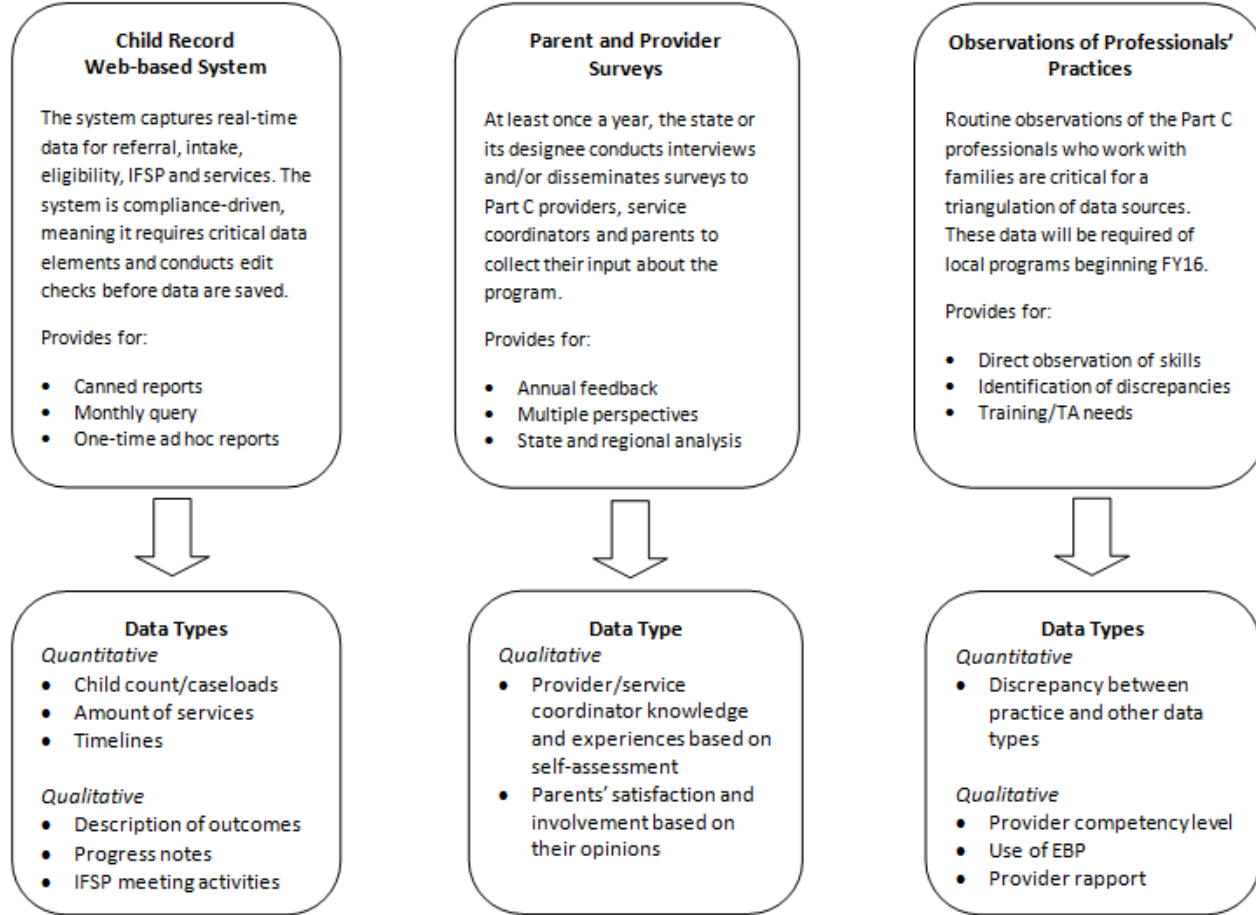 Child Record
Web-based System
The system captures real-time
data for referral, intake,
eligibility, IFSP and services. The
system is compliance-driven,
meaning it requires critical data
elements and conducts edit
checks before data are saved.
Provides for:
• Canned reports
• Monthly query
• One-time ad hoc reports
Parent and Provider
Surveys
At least once a year, the state or
its designee conducts interviews
and/or disseminates surveys to
Part C providers, service
coordinators and parents to
collect their input about the
program.
Provides for:
• Annual feedback
• Multiple perspectives
• State and regional analysis
Observations of Professionals’
Practices
Routine observations of the Part C
professionals who work with
families are critical for a
triangulation of data sources.
These data will be required of
local programs beginning FY16.
Provides for:
• Direct observation of skills
• Identification of discrepancies
• Training/TA needs
Data Types
Quantitative
• Child count/caseloads
• Amount of services
• Timelines
Qualitative
• Description of outcomes
• Progress notes
• IFSP meeting activities
Data Type
Qualitative
• Provider/service
coordinator knowledge
and experiences based on
self-assessment
• Parents’ satisfaction and
involvement based on
their opinions
Data Types
Quantitative
• Discrepancy between
practice and other data
types
Qualitative
• Provider competency level
• Use of EBP
• Provider rapport